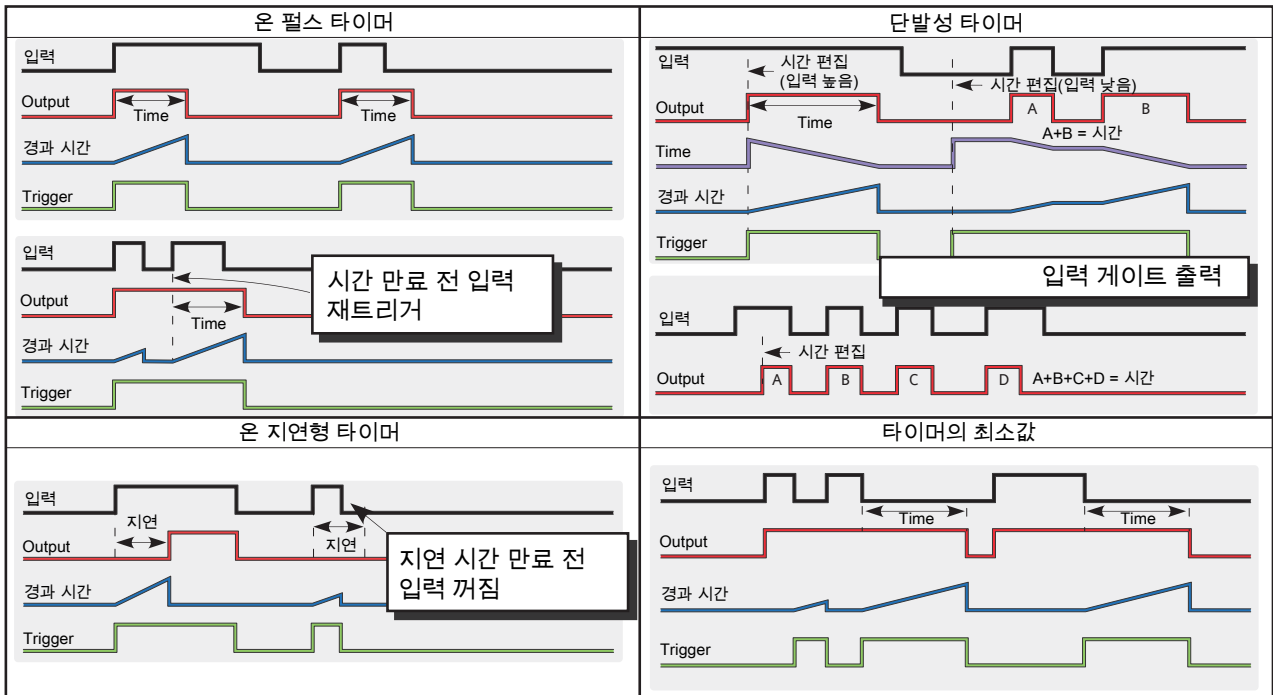 온 펄스 타이머
입력
Output
Time
Time
경과 시간
Trigger
입력
Output
Time
경과 시간
Trigger
시간 만료 전 입력
재트리거
단발성 타이머
입력
시간 편집
(입력 높음)
시간 편집(입력 낮음)
Output
Time
A
B
A+B = 시간
Time
경과 시간
Trigger
입력 게이트 출력
입력
시간 편집
Output
A
B
C
D
A+B+C+D = 시간
온 지연형 타이머
입력
지연
지연
Output
경과 시간
Trigger
지연 시간 만료 전
입력 꺼짐
타이머의 최소값
입력
Time
Time
Output
경과 시간
Trigger